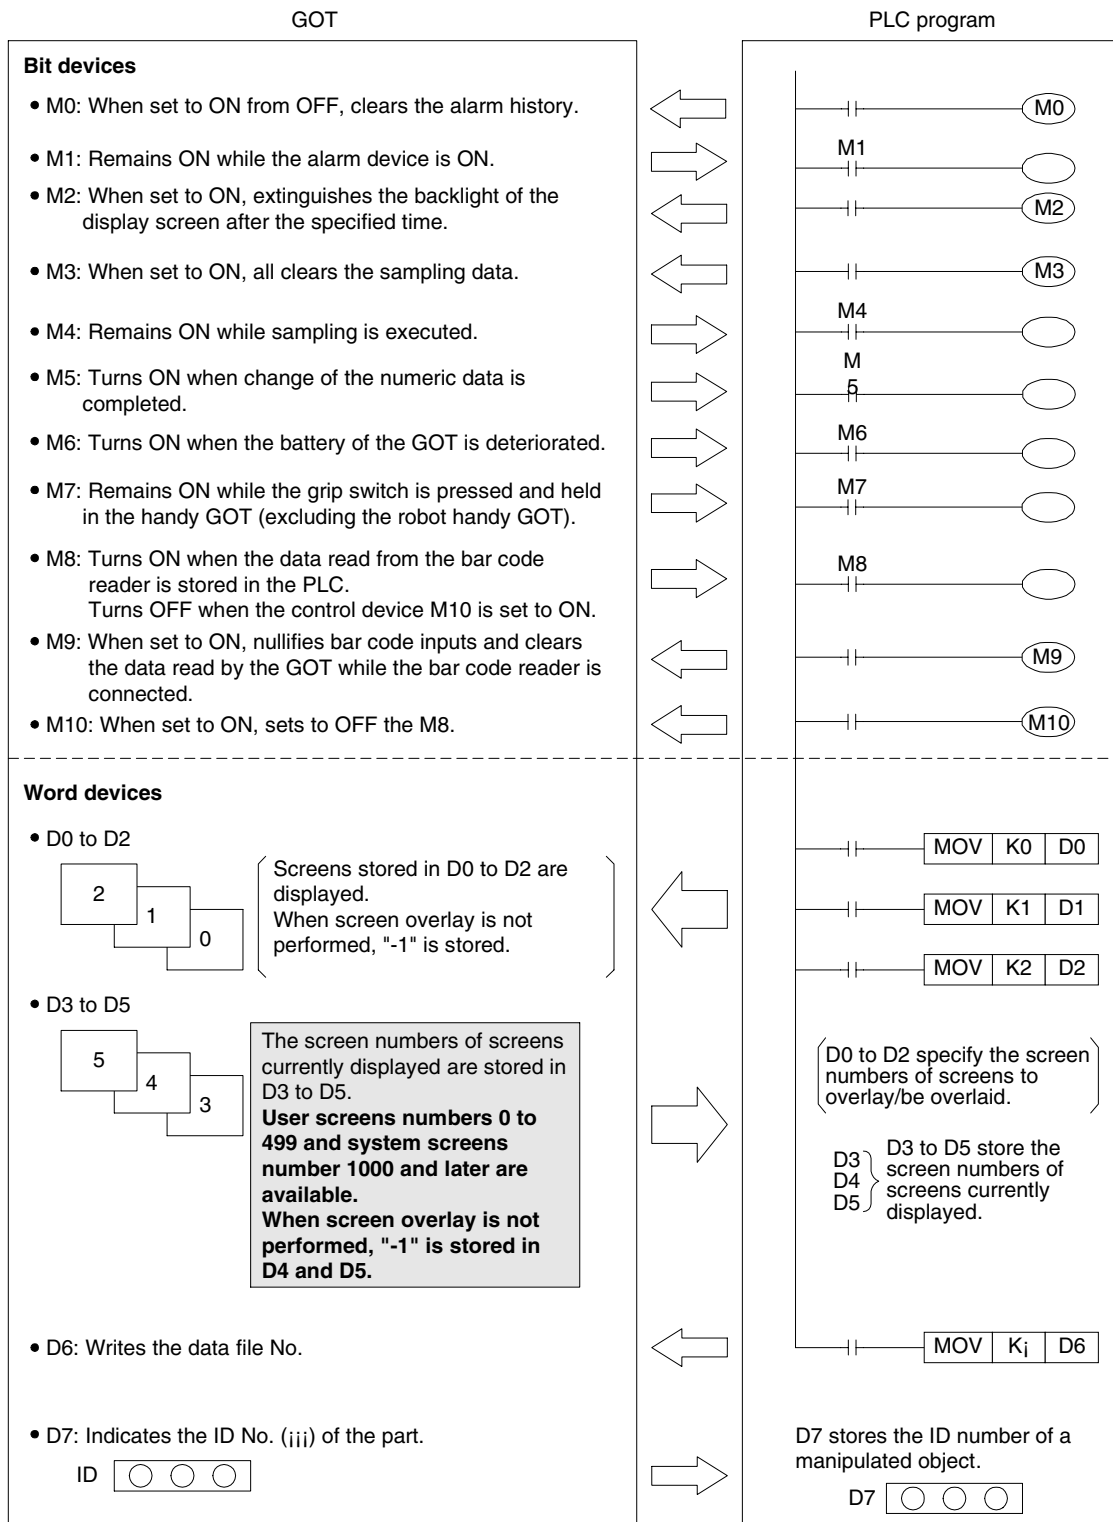 GOT
PLC program
Bit devices
• M0: When set to ON from OFF, clears the alarm history.
M0
• M1: Remains ON while the alarm device is ON.
M1
• M2: When set to ON, extinguishes the backlight of the
display screen after the specified time.
M2
• M3: When set to ON, all clears the sampling data.
M3
• M4: Remains ON while sampling is executed.
M4
• M5: Turns ON when change of the numeric data is
completed.
M
5
• M6: Turns ON when the battery of the GOT is deteriorated.
M6
• M7: Remains ON while the grip switch is pressed and held
in the handy GOT (excluding the robot handy GOT).
M7
• M8: Turns ON when the data read from the bar code
reader is stored in the PLC.
Turns OFF when the control device M10 is set to ON.
M8
• M9: When set to ON, nullifies bar code inputs and clears
the data read by the GOT while the bar code reader is
connected.
M9
• M10: When set to ON, sets to OFF the M8.
M10
Word devices
• D0 to D2
2
1
0
Screens stored in D0 to D2 are
displayed.
When screen overlay is not
performed, "-1" is stored.
MOV K0 D0
MOV K1 D1
MOV K2 D2
• D3 to D5
5
4
3
The screen numbers of screens
currently displayed are stored in
D3 to D5.
User screens numbers 0 to
499 and system screens
number 1000 and later are
available.
When screen overlay is not
performed, "-1" is stored in
D4 and D5.
D0 to D2 specify the screen
numbers of screens to
overlay/be overlaid.
D3
D4
D5
D3 to D5 store the
screen numbers of
screens currently
displayed.
• D6: Writes the data file No.
MOV K¡ D6
• D7: Indicates the ID No. (¡¡¡) of the part.
ID ○ ○ ○
D7 stores the ID number of a
manipulated object.
D7 ○ ○ ○